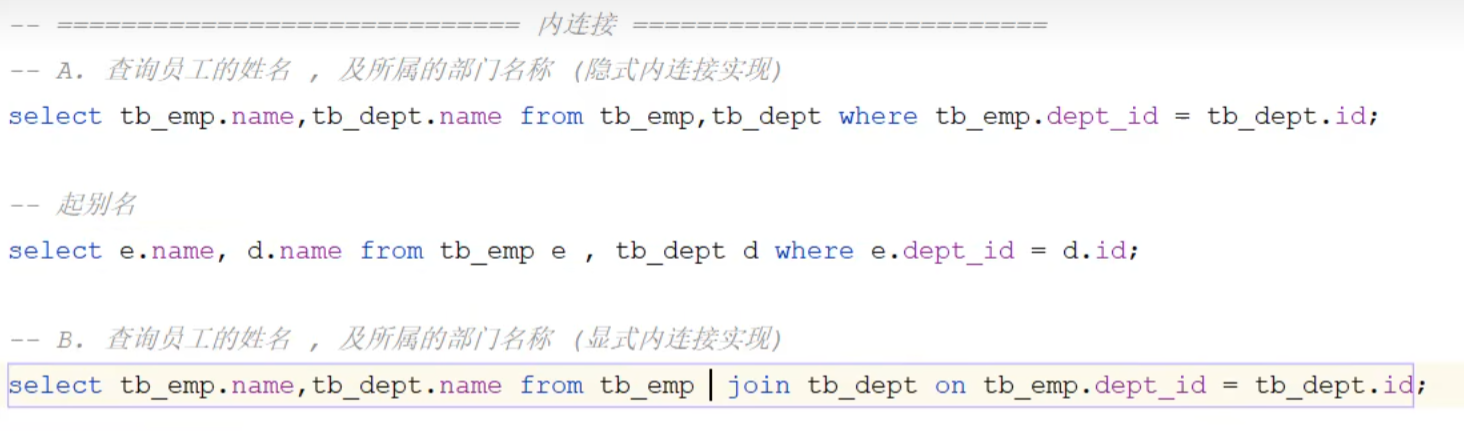 -- ============================= 内连接 ==========================
-- A. 查询员工的姓名 , 及所属的部门名称 (隐式内连接实现)
select tb_emp.name,tb_dept.name from tb_emp,tb_dept where tb_emp.dept_id = tb_dept.id;
-- 起别名
select e.name, d.name from tb_emp e , tb_dept d where e.dept_id = d.id;
-- B. 查询员工的姓名 , 及所属的部门名称 (显式内连接实现)
select tb_emp.name,tb_dept.name from tb_emp join tb_dept on tb_emp.dept_id = tb_dept.id;